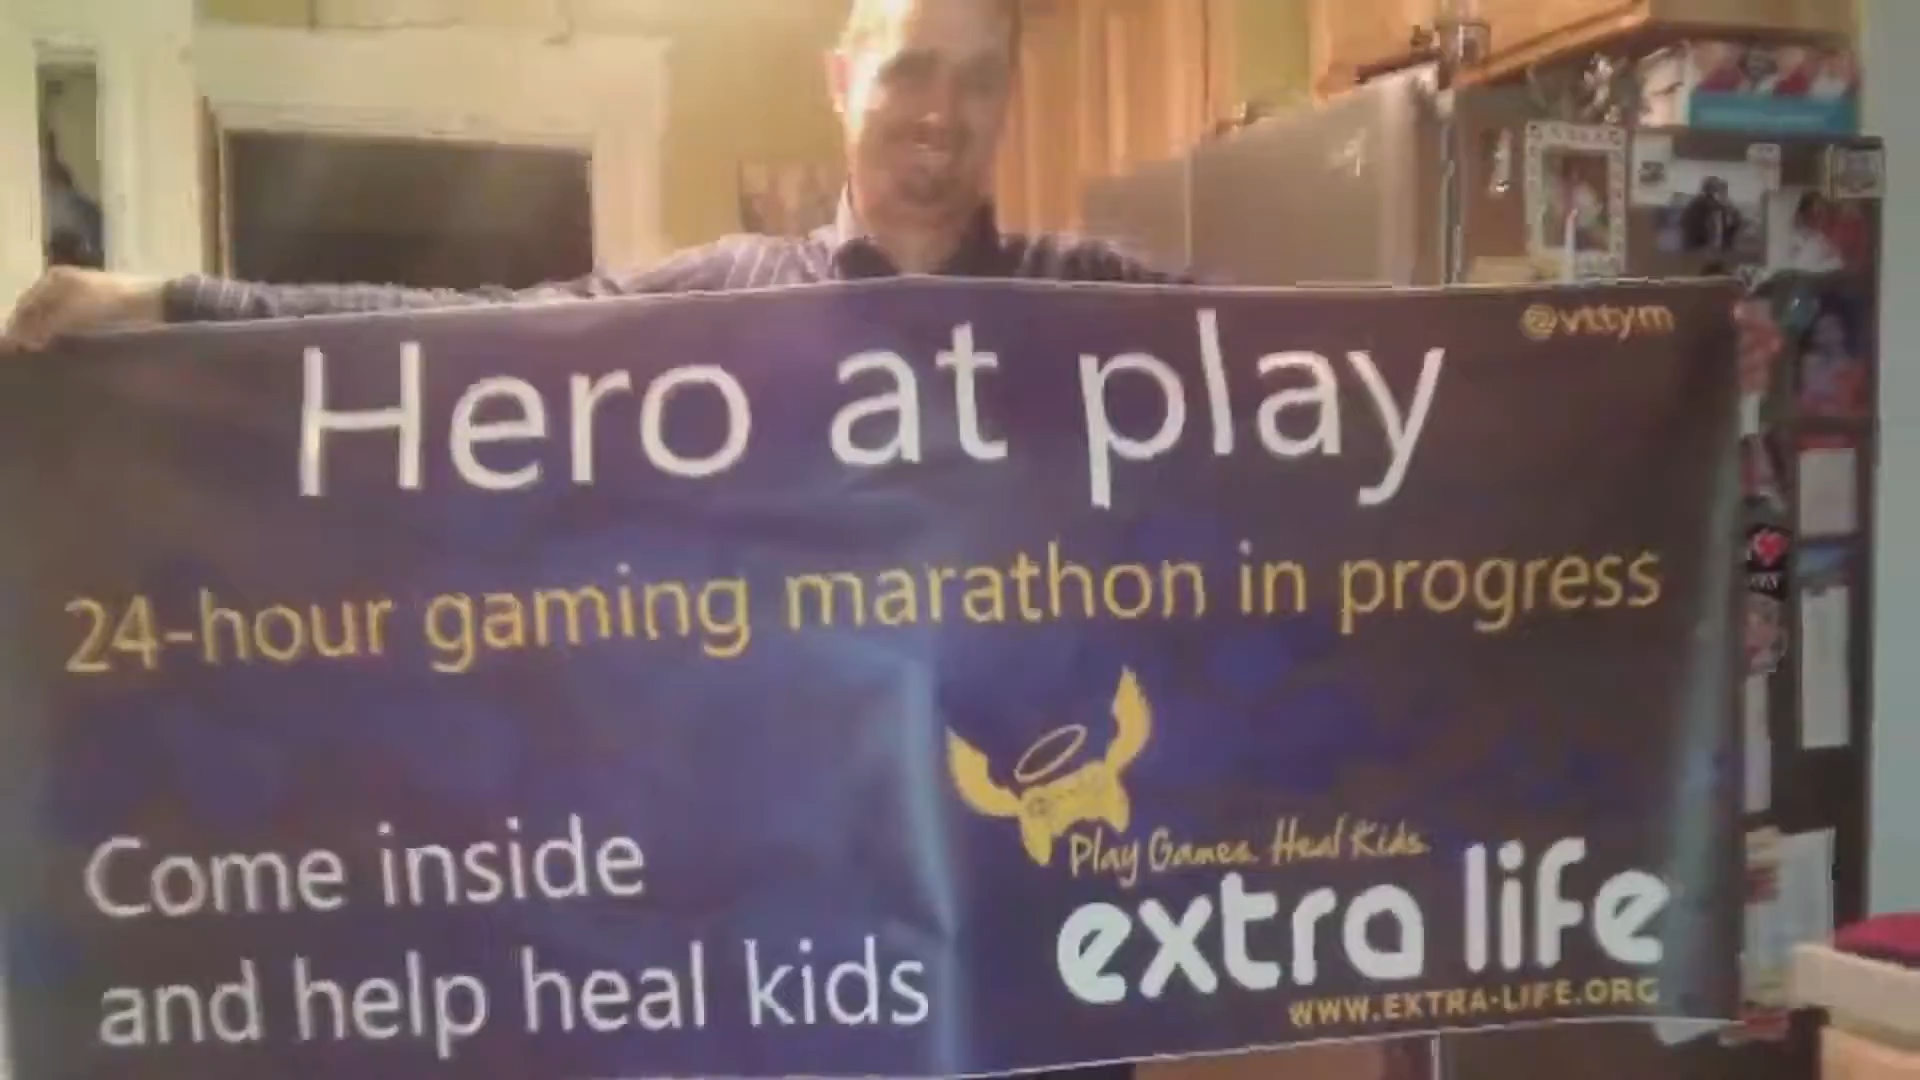 @vttym
Hero at play
24-hour gaming marathon in progress
Come inside
and help heal kids
Play Games. Heal Kids.
extra life
WWW.EXTRA-LIFE.ORG